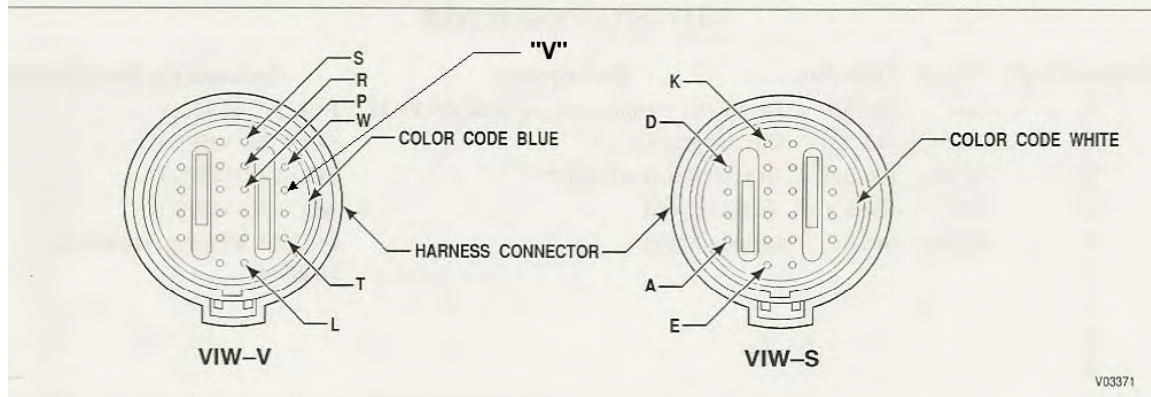 "V"
S
R
P
W
COLOR CODE BLUE
K
D
COLOR CODE WHITE
HARNESS CONNECTOR
T
L
A
E
VIW–V
VIW–S
V03371